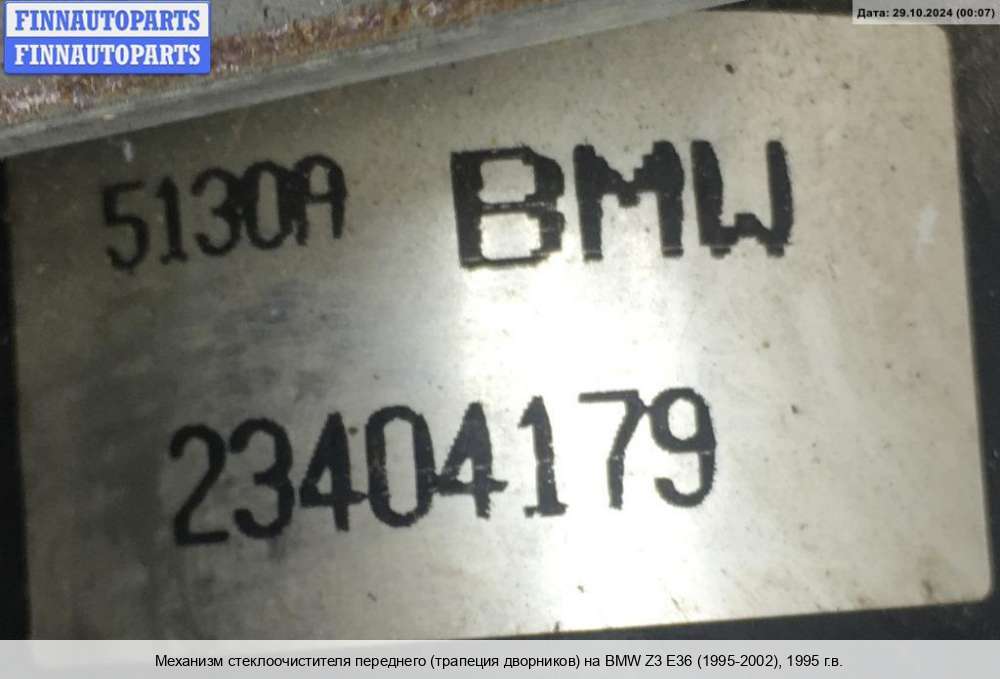 FINNAUTOPARTS
FINNAUTOPARTS
Дата: 29.10.2024 (00:07)
5130A BMW
23404179
Механизм стеклоочистителя переднего (трапеция дворников) на BMW Z3 E36 (1995-2002), 1995 г.в.